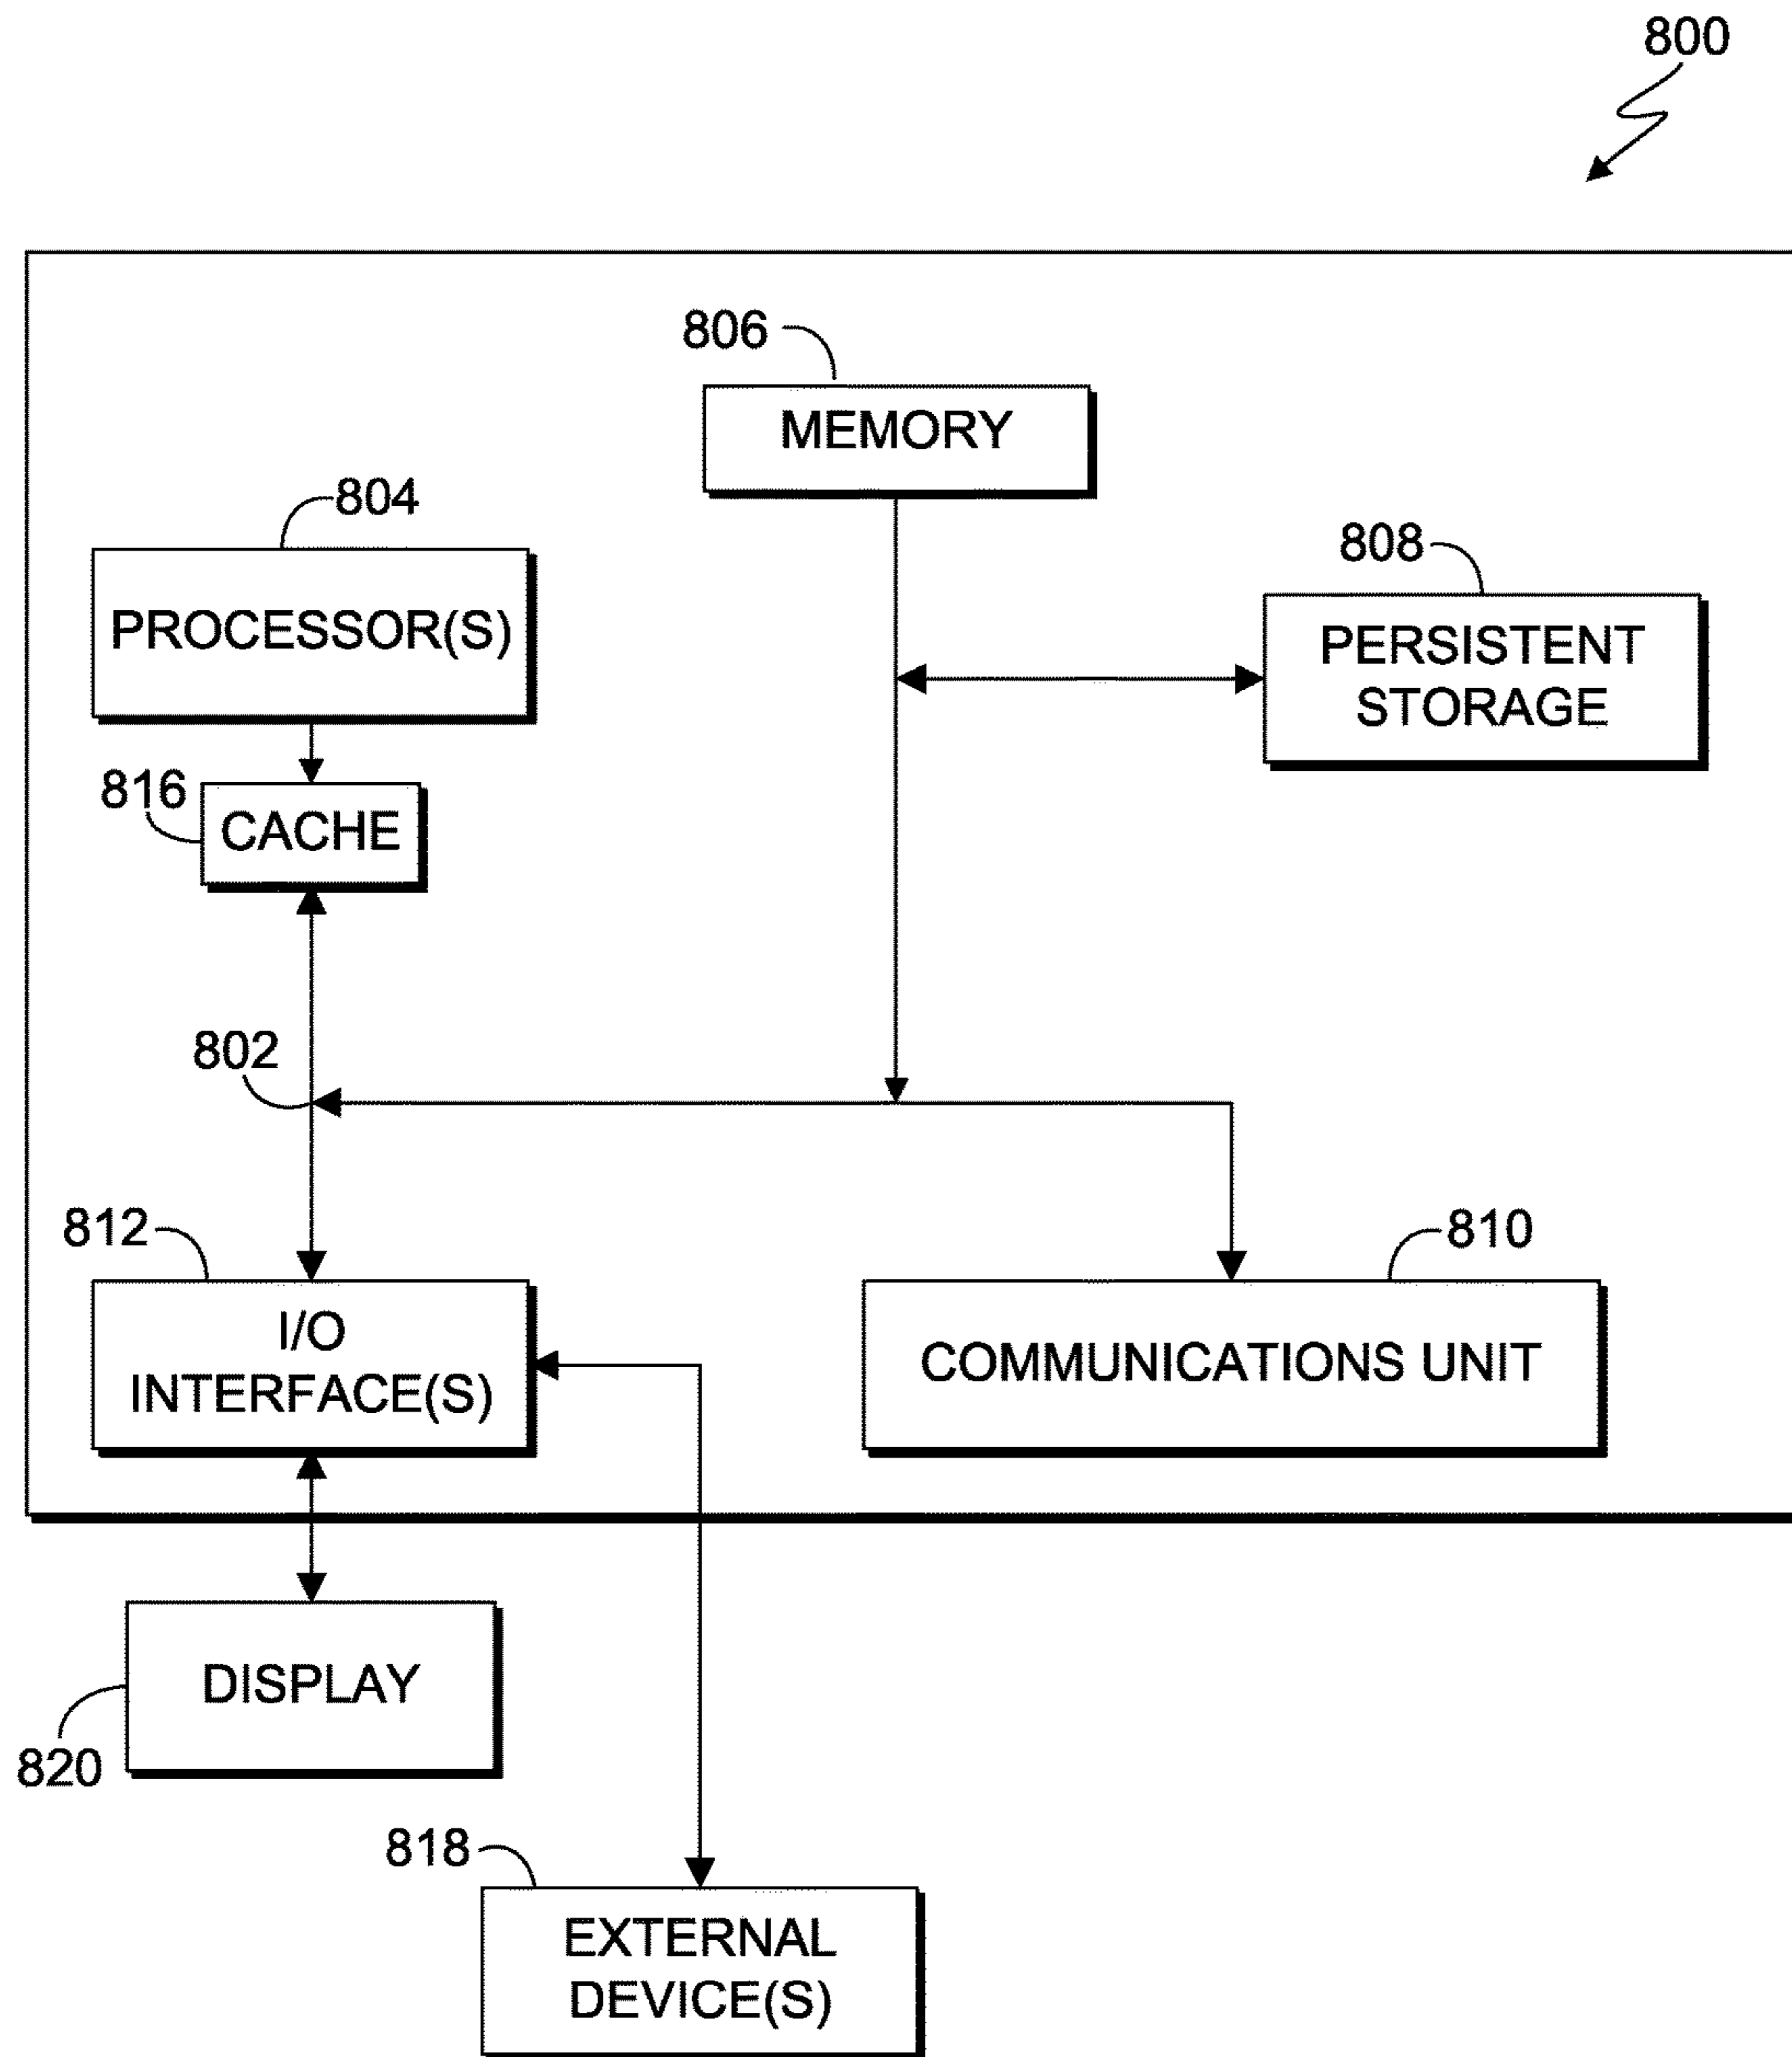 800
806
MEMORY
804
PROCESSOR(S)
808
PERSISTENT
STORAGE
816
CACHE
802
812
I/O
INTERFACE(S)
810
COMMUNICATIONS UNIT
DISPLAY
820
818
EXTERNAL
DEVICE(S)